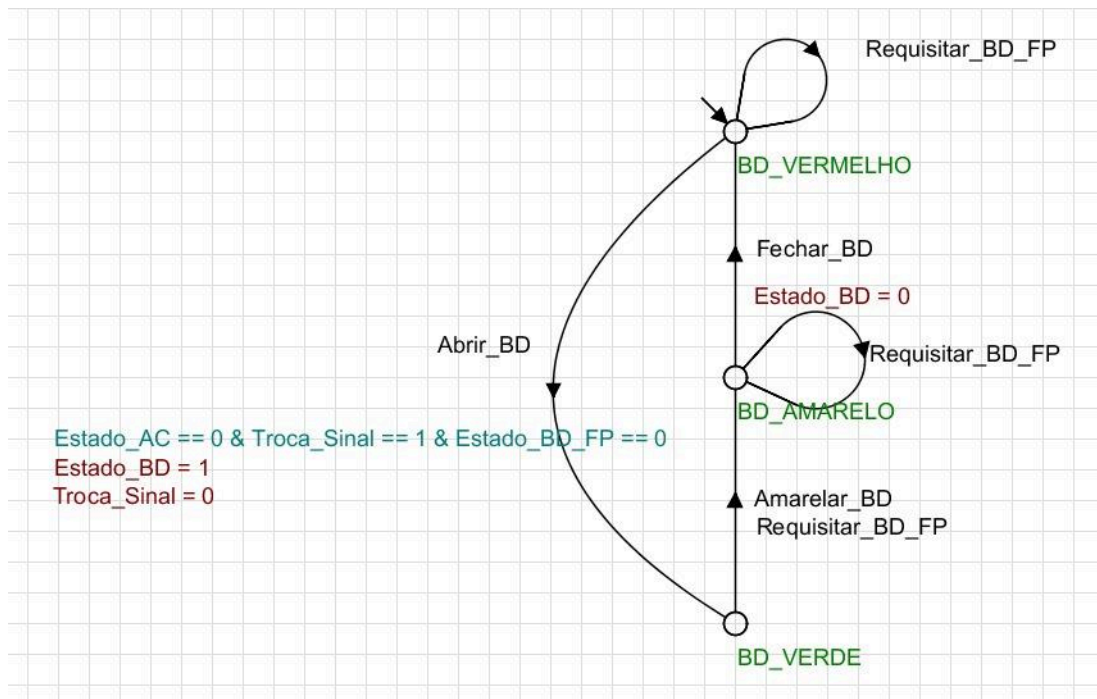 Requisitar_BD_FP
BD_VERMELHO
Fechar_BD
Estado_BD = 0
Abrir_BD
Requisitar_BD_FP
BD_AMARELO
Estado_AC == 0 & Troca_Sinal == 1 & Estado_BD_FP == 0
Estado_BD = 1
Troca_Sinal = 0
Amarelar_BD
Requisitar_BD_FP
BD_VERDE